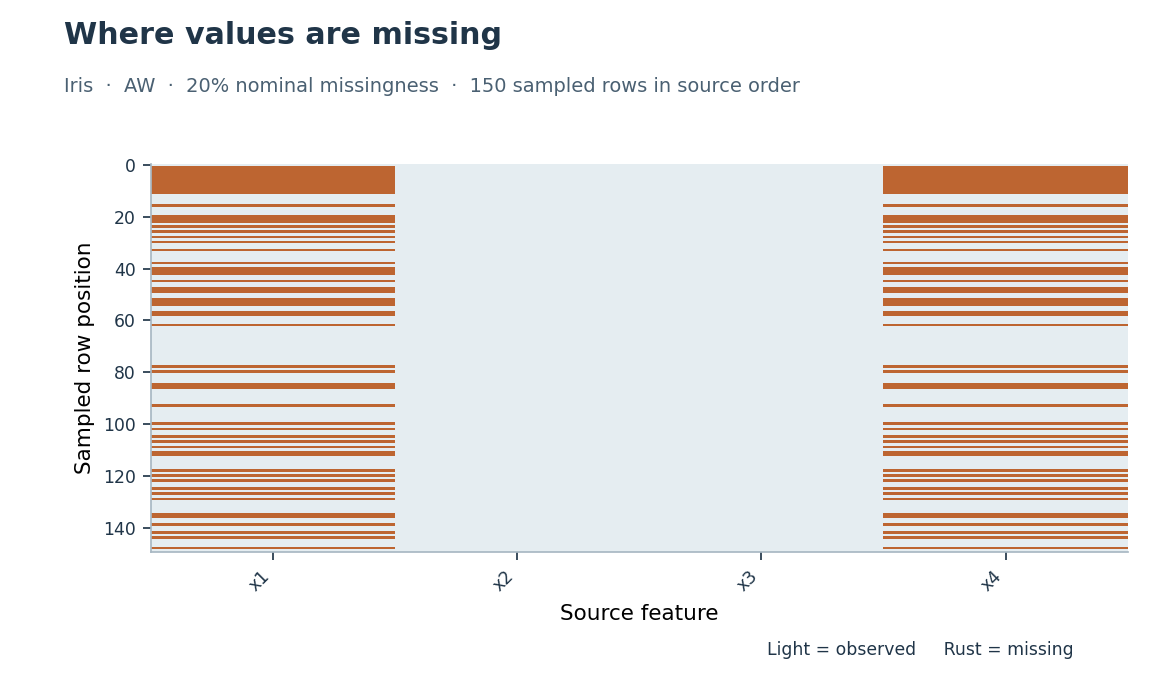 Where values are missing
Iris · AW · 20% nominal missingness · 150 sampled rows in source order
0
20
40
60
80
100
120
140
Sampled row position
x1
x2
x3
x4
Source feature
Light = observed Rust = missing